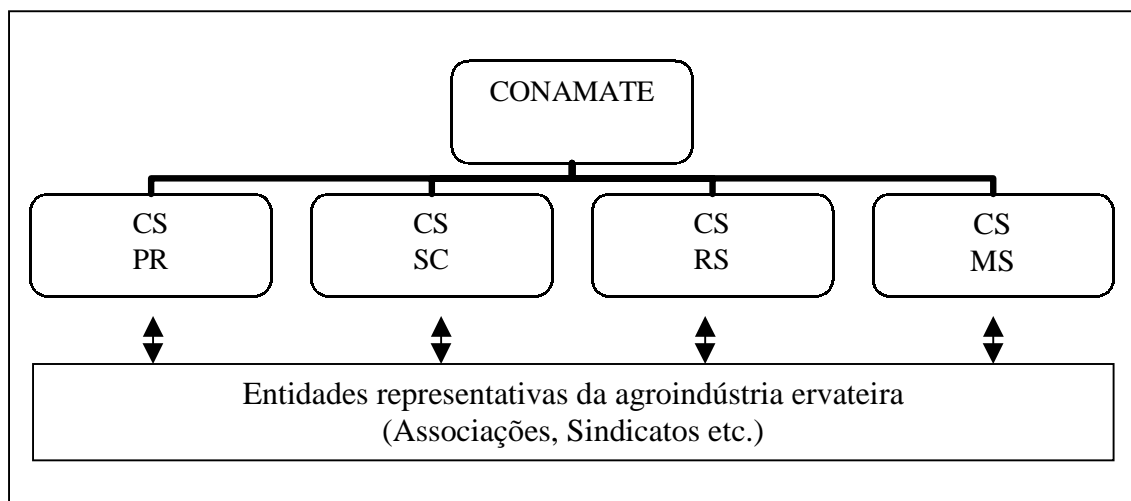 CONAMATE
CS
PR
CS
SC
CS
RS
CS
MS
Entidades representativas da agroindústria ervateira
(Associações, Sindicatos etc.)